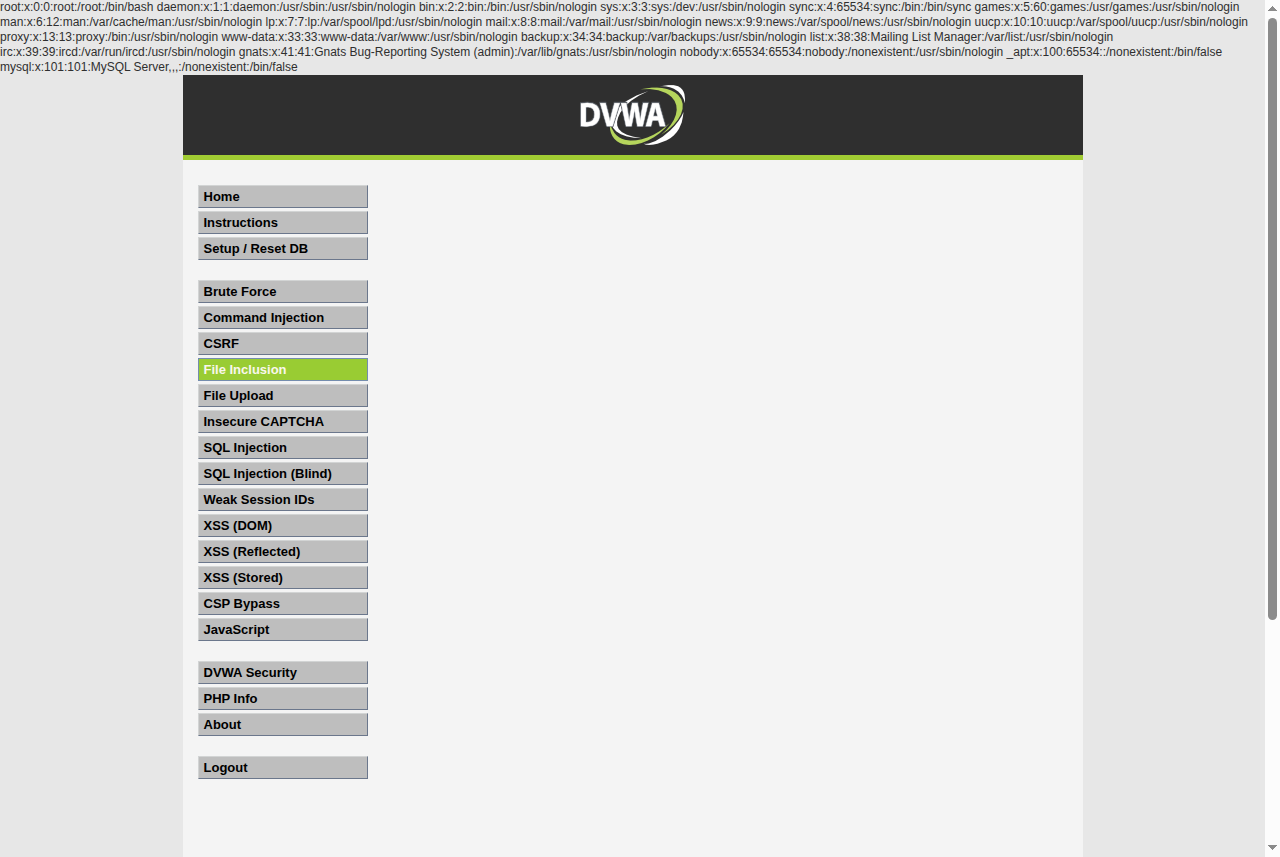 root:x:0:0:root:/root:/bin/bash daemon:x:1:1:daemon:/usr/sbin:/usr/sbin/nologin bin:x:2:2:bin:/bin:/usr/sbin/nologin sys:x:3:3:sys:/dev:/usr/sbin/nologin sync:x:4:65534:sync:/bin:/bin/sync games:x:5:60:games:/usr/games:/usr/sbin/nologin
man:x:6:12:man:/var/cache/man:/usr/sbin/nologin lp:x:7:7:lp:/var/spool/lpd:/usr/sbin/nologin mail:x:8:8:mail:/var/mail:/usr/sbin/nologin news:x:9:9:news:/var/spool/news:/usr/sbin/nologin uucp:x:10:10:uucp:/var/spool/uucp:/usr/sbin/nologin
proxy:x:13:13:proxy:/bin:/usr/sbin/nologin www-data:x:33:33:www-data:/var/www:/usr/sbin/nologin backup:x:34:34:backup:/var/backups:/usr/sbin/nologin list:x:38:38:Mailing List Manager:/var/list:/usr/sbin/nologin
irc:x:39:39:ircd:/var/run/ircd:/usr/sbin/nologin gnats:x:41:41:Gnats Bug-Reporting System (admin):/var/lib/gnats:/usr/sbin/nologin nobody:x:65534:65534:nobody:/nonexistent:/usr/sbin/nologin _apt:x:100:65534::/nonexistent:/bin/false
mysql:x:101:101:MySQL Server,,,:/nonexistent:/bin/false
DVWA
Home
Instructions
Setup / Reset DB
Brute Force
Command Injection
CSRF
File Inclusion
File Upload
Insecure CAPTCHA
SQL Injection
SQL Injection (Blind)
Weak Session IDs
XSS (DOM)
XSS (Reflected)
XSS (Stored)
CSP Bypass
JavaScript
DVWA Security
PHP Info
About
Logout